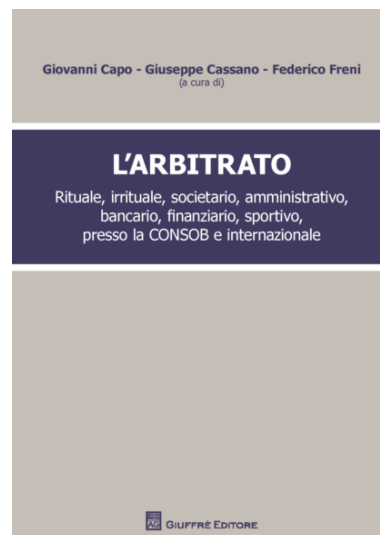 Giovanni Capo - Giuseppe Cassano - Federico Freni
(a cura di)
L'ARBITRATO
Rituale, irrituale, societario, amministrativo,
bancario, finanziario, sportivo,
presso la CONSOB e internazionale
GIUFFRÈ EDITORE